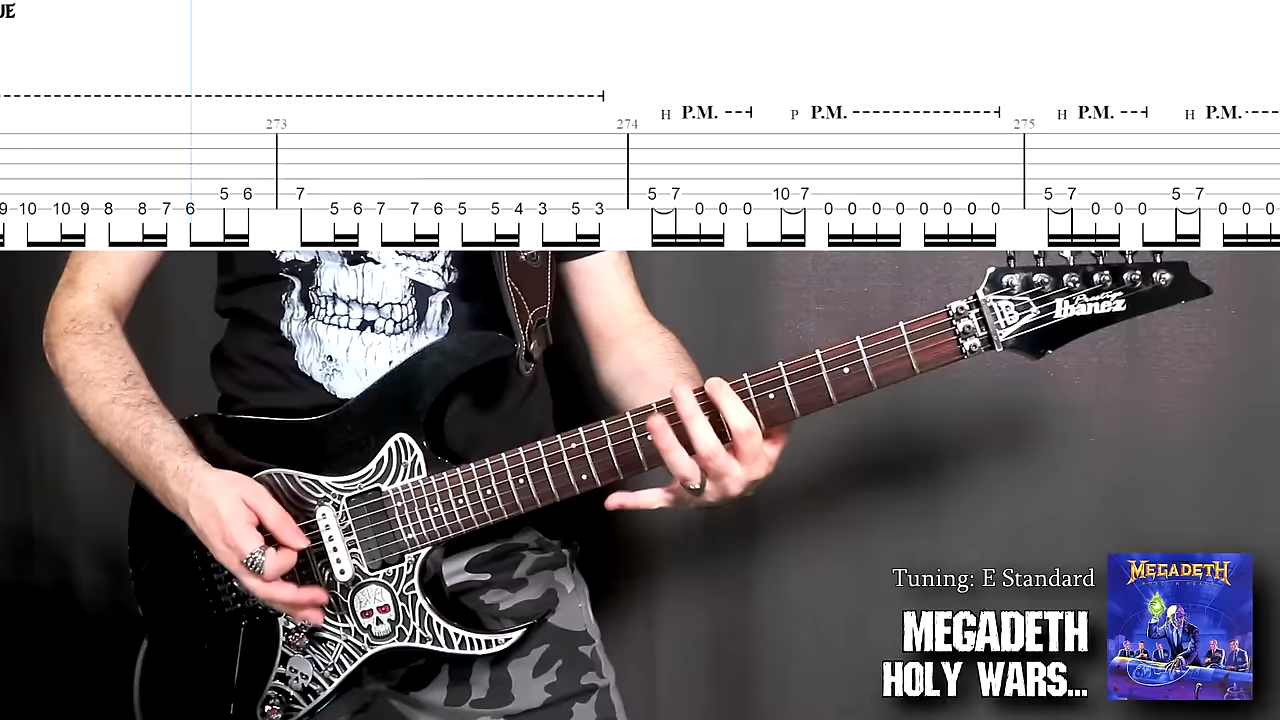 UE
273 274 275
H P.M. P P.M. H P.M. H P.M.
5 6 7 5 7 10 7 5 7 5 7
9 10 10 9 8 8 7 6 5 6 7 7 6 5 5 4 3 5 3 0 0 0 0 0 0 0 0 0 0 0 0 0 0 0 0 0
Prestige
Ibanez
Tuning: E Standard
MEGADETH
HOLY WARS...
MEGADETH